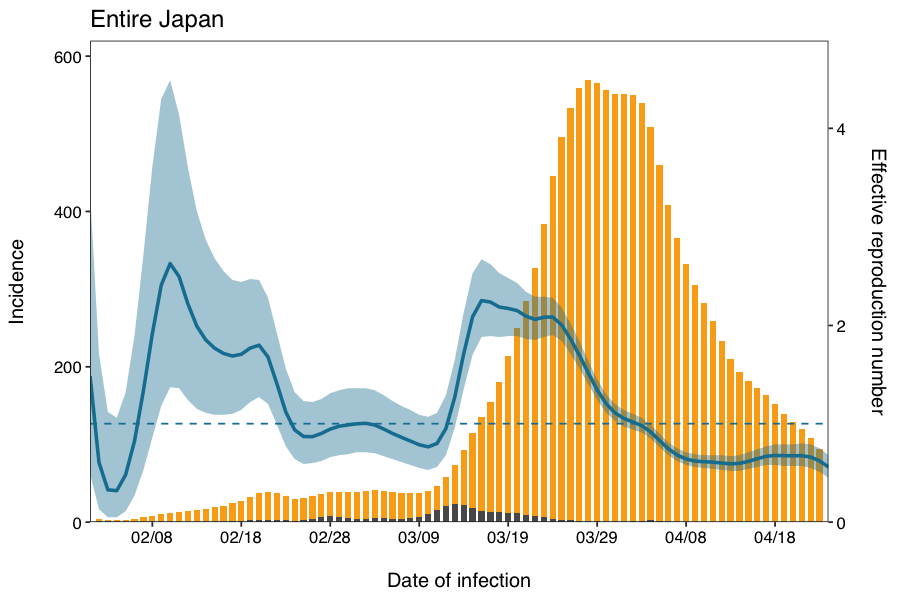 Entire Japan
600
400
200
0
Incidence
4
2
0
Effective reproduction number
02/08 02/18 02/28 03/09 03/19 03/29 04/08 04/18
Date of infection